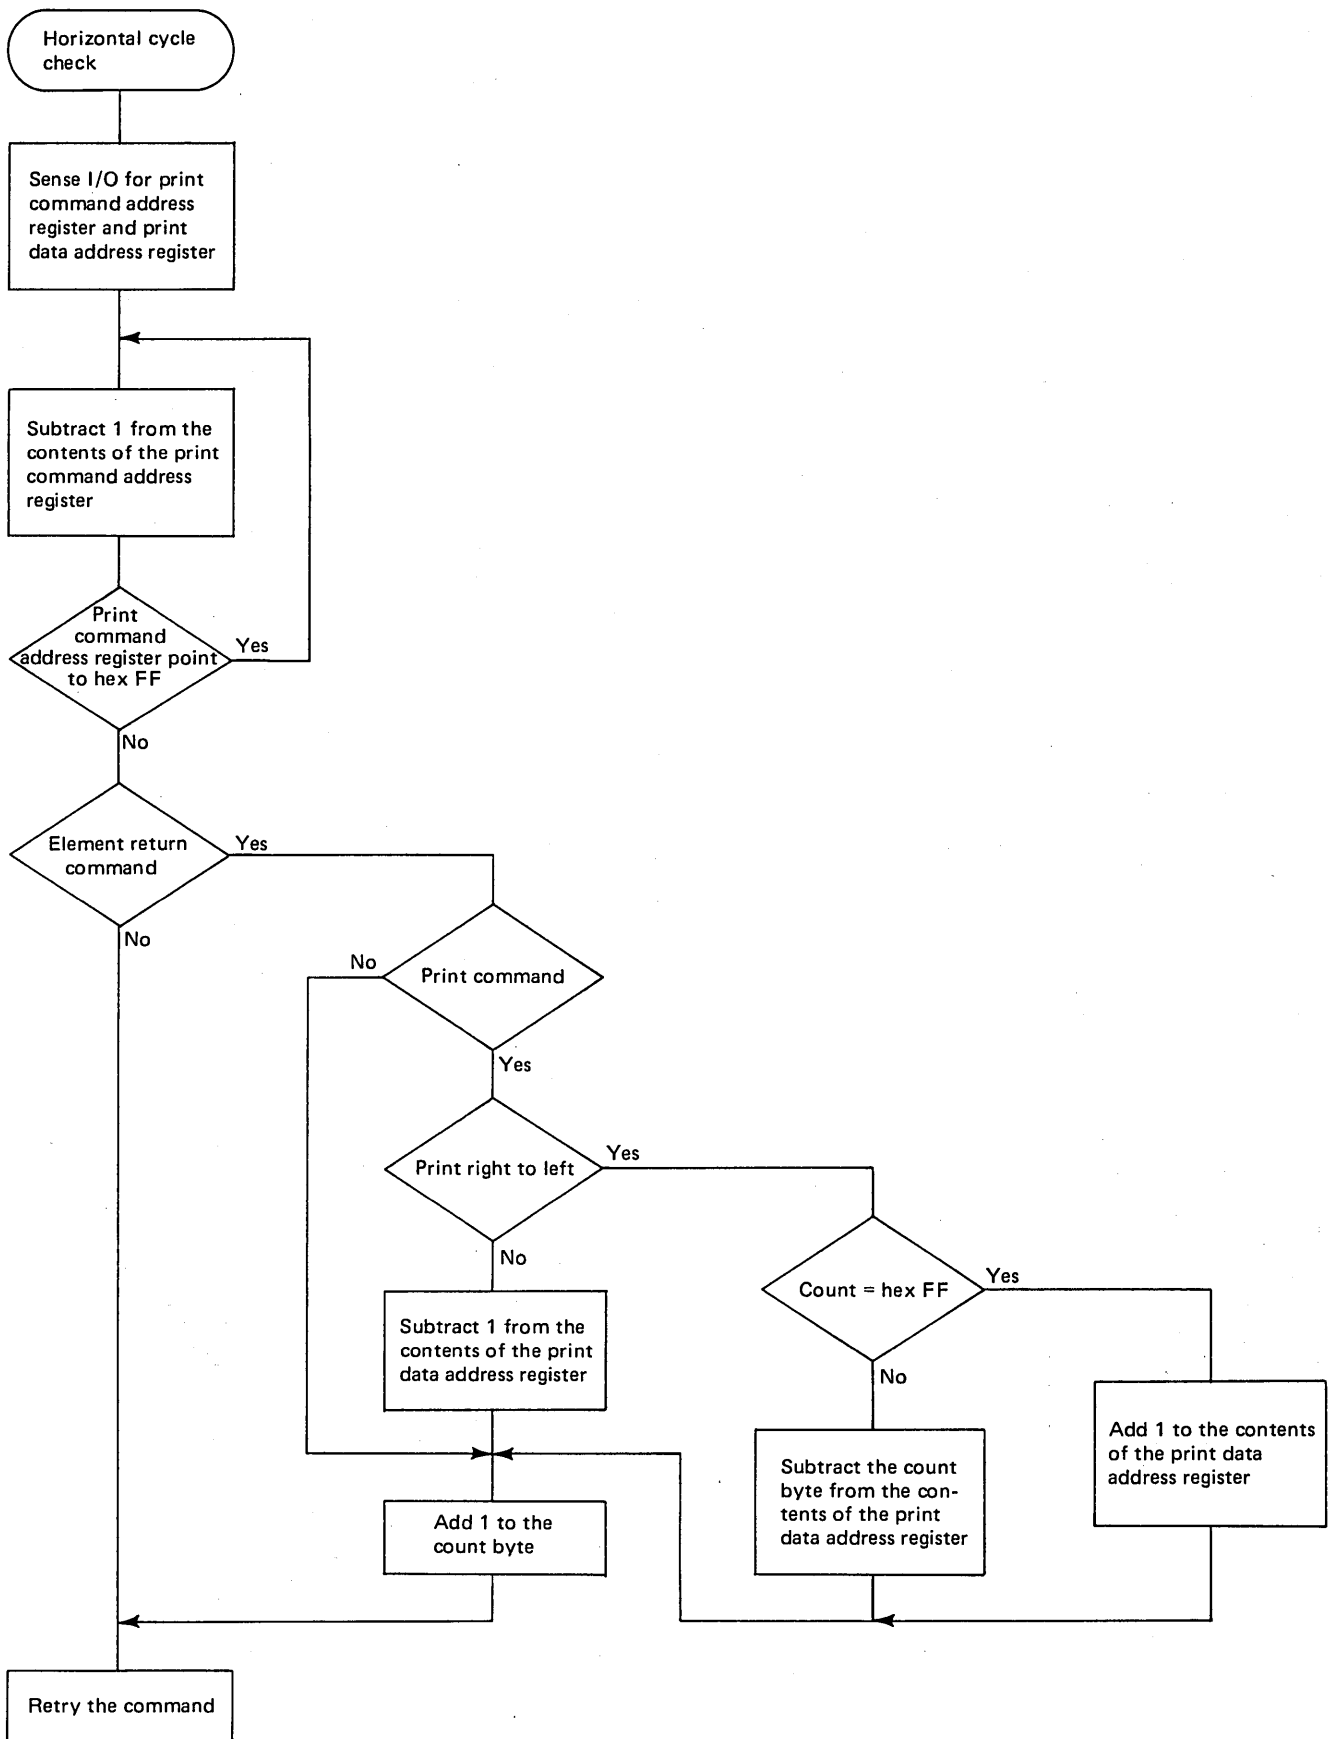 Horizontal cycle
check
Sense I/O for print
command address
register and print
data address register
Subtract 1 from the
contents of the print
command address
register
Print
command
address register point
to hex FF
Yes
No
Element return
command
Yes
No
Print command
No
Yes
Print right to left
Yes
No
Count = hex FF
Yes
No
Subtract 1 from the
contents of the print
data address register
Add 1 to the contents
of the print data
address register
Subtract the count
byte from the con-
tents of the print
data address register
Add 1 to the
count byte
Retry the command